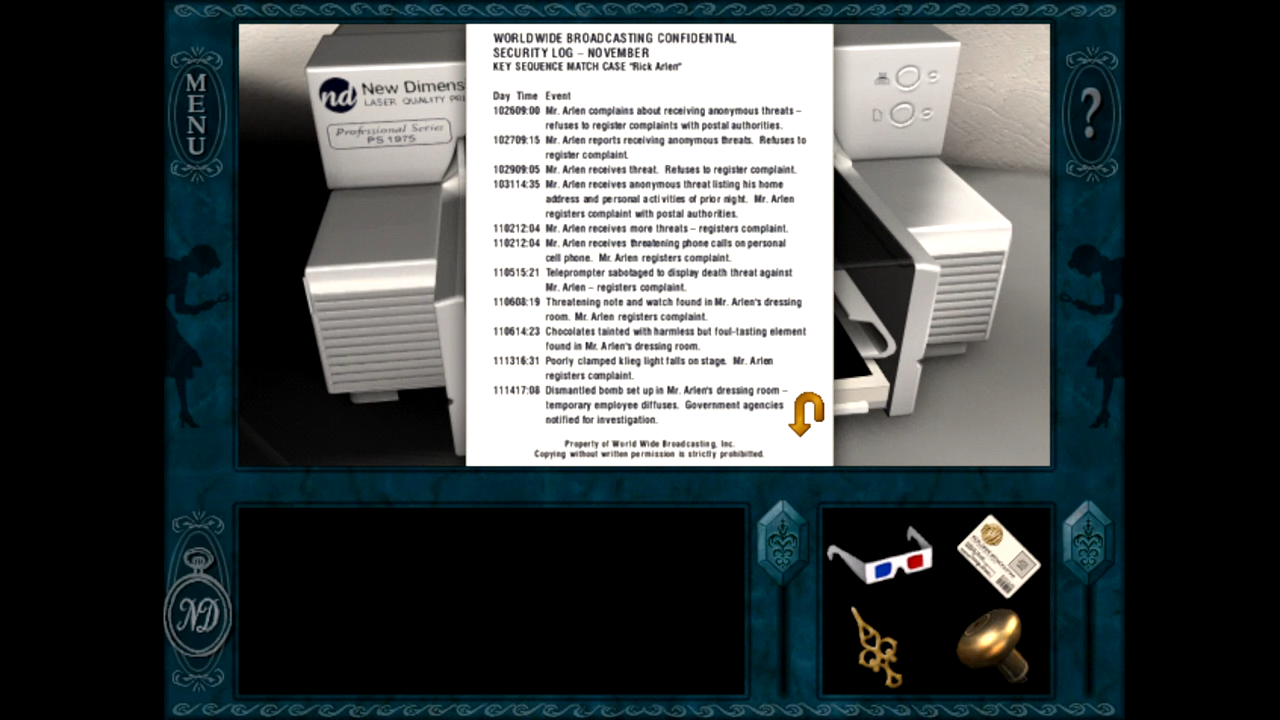 MENU
nd New Dimens
LASER QUALITY PRI
Professional Series
PS 1975
WORLDWIDE BROADCASTING CONFIDENTIAL
SECURITY LOG – NOVEMBER
KEY SEQUENCE MATCH CASE "Rick Arlen"
Day Time Event
102609:00 Mr. Arlen complains about receiving anonymous threats –
refuses to register complaints with postal authorities.
102709:15 Mr. Arlen reports receiving anonymous threats. Refuses to
register complaint.
102909:05 Mr. Arlen receives threat. Refuses to register complaint.
103114:35 Mr. Arlen receives anonymous threat listing his home
address and personal activities of prior night. Mr. Arlen
registers complaint with postal authorities.
110212:04 Mr. Arlen receives more threats – registers complaint.
110212:04 Mr. Arlen receives threatening phone calls on personal
cell phone. Mr. Arlen registers complaint.
110515:21 Teleprompter sabotaged to display death threat against
Mr. Arlen – registers complaint.
110608:19 Threatening note and watch found in Mr. Arlen's dressing
room. Mr. Arlen registers complaint.
110614:23 Chocolates tainted with harmless but foul-tasting element
found in Mr. Arlen's dressing room.
111316:31 Poorly clamped klieg light falls on stage. Mr. Arlen
registers complaint.
111417:08 Dismantled bomb set up in Mr. Arlen's dressing room –
temporary employee diffuses. Government agencies
notified for investigation.
Property of World Wide Broadcasting, Inc.
Copying without written permission is strictly prohibited.
?
ND